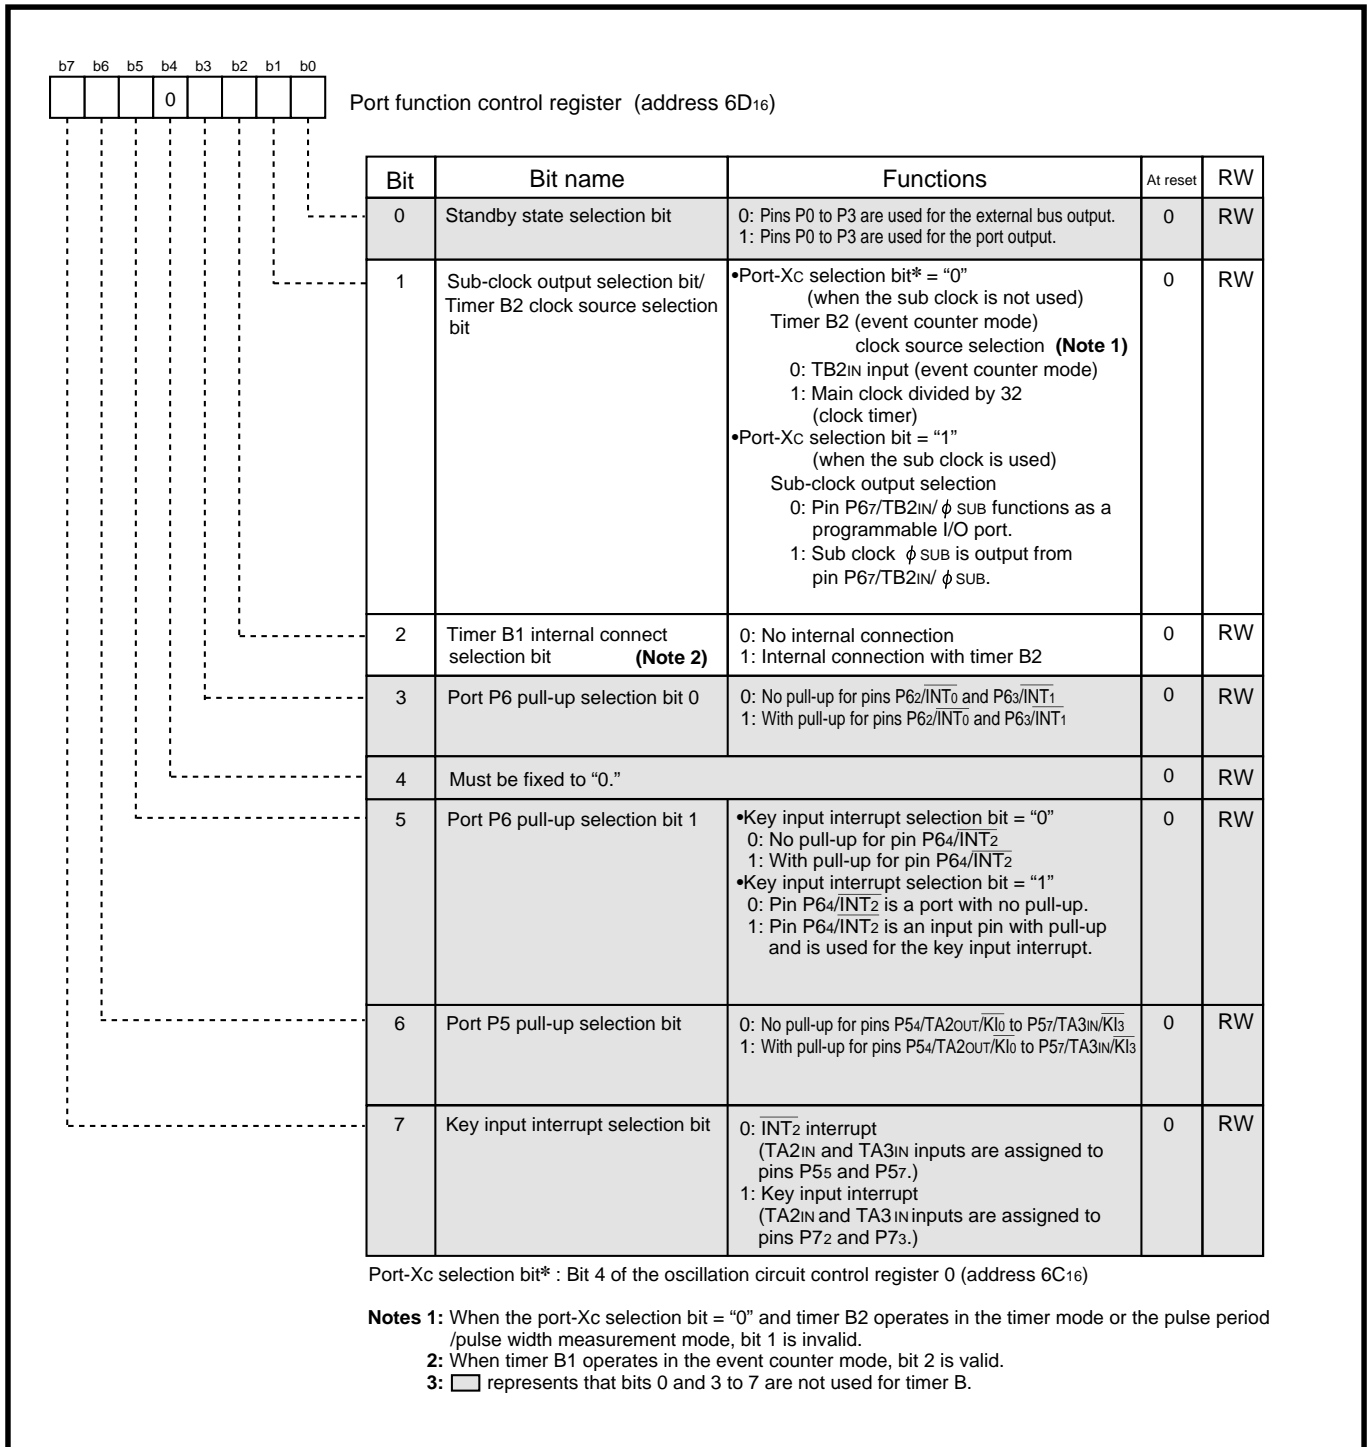 b7 b6 b5 b4 b3 b2 b1 b0
0
Port function control register (address 6D16)
Bit Bit name Functions At reset RW
0 Standby state selection bit 0: Pins P0 to P3 are used for the external bus output. 0 RW
1: Pins P0 to P3 are used for the port output.
1 Sub-clock output selection bit/ •Port-XC selection bit* = “0” 0 RW
Timer B2 clock source selection (when the sub clock is not used)
bit Timer B2 (event counter mode)
clock source selection (Note 1)
0: TB2IN input (event counter mode)
1: Main clock divided by 32
(clock timer)
•Port-XC selection bit = “1”
(when the sub clock is used)
Sub-clock output selection
0: Pin P67/TB2IN/ ϕ SUB functions as a
programmable I/O port.
1: Sub clock ϕ SUB is output from
pin P67/TB2IN/ ϕ SUB.
2 Timer B1 internal connect 0: No internal connection 0 RW
selection bit (Note 2) 1: Internal connection with timer B2
3 Port P6 pull-up selection bit 0 0: No pull-up for pins P62/INT0 and P63/INT1 0 RW
1: With pull-up for pins P62/INT0 and P63/INT1
4 Must be fixed to “0.” 0 RW
5 Port P6 pull-up selection bit 1 •Key input interrupt selection bit = “0” 0 RW
0: No pull-up for pin P64/INT2
1: With pull-up for pin P64/INT2
•Key input interrupt selection bit = “1”
0: Pin P64/INT2 is a port with no pull-up.
1: Pin P64/INT2 is an input pin with pull-up
and is used for the key input interrupt.
6 Port P5 pull-up selection bit 0: No pull-up for pins P54/TA2OUT/KI0 to P57/TA3IN/KI3 0 RW
1: With pull-up for pins P54/TA2OUT/KI0 to P57/TA3IN/KI3
7 Key input interrupt selection bit 0: INT2 interrupt 0 RW
(TA2IN and TA3IN inputs are assigned to
pins P55 and P57.)
1: Key input interrupt
(TA2IN and TA3 IN inputs are assigned to
pins P72 and P73.)
Port-Xc selection bit* : Bit 4 of the oscillation circuit control register 0 (address 6C16)
Notes 1: When the port-Xc selection bit = “0” and timer B2 operates in the timer mode or the pulse period
/pulse width measurement mode, bit 1 is invalid.
2: When timer B1 operates in the event counter mode, bit 2 is valid.
3: represents that bits 0 and 3 to 7 are not used for timer B.